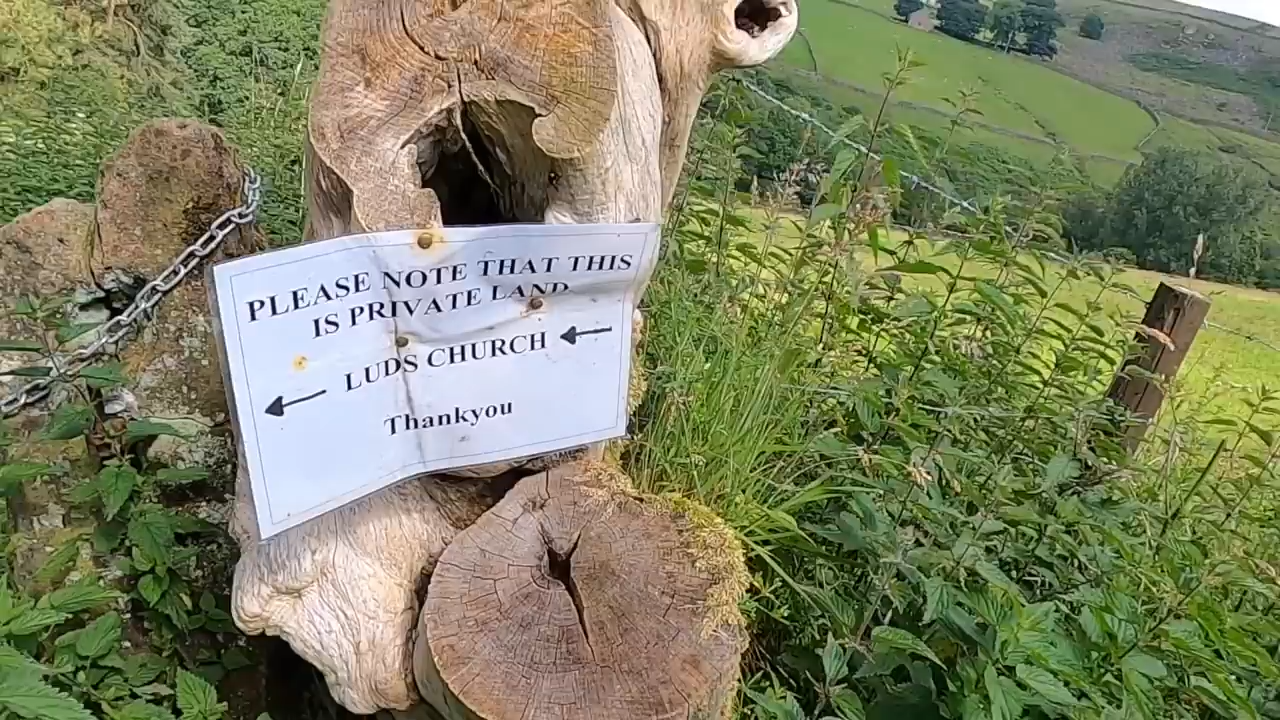 PLEASE NOTE THAT THIS
IS PRIVATE LAND
LUDS CHURCH
Thankyou